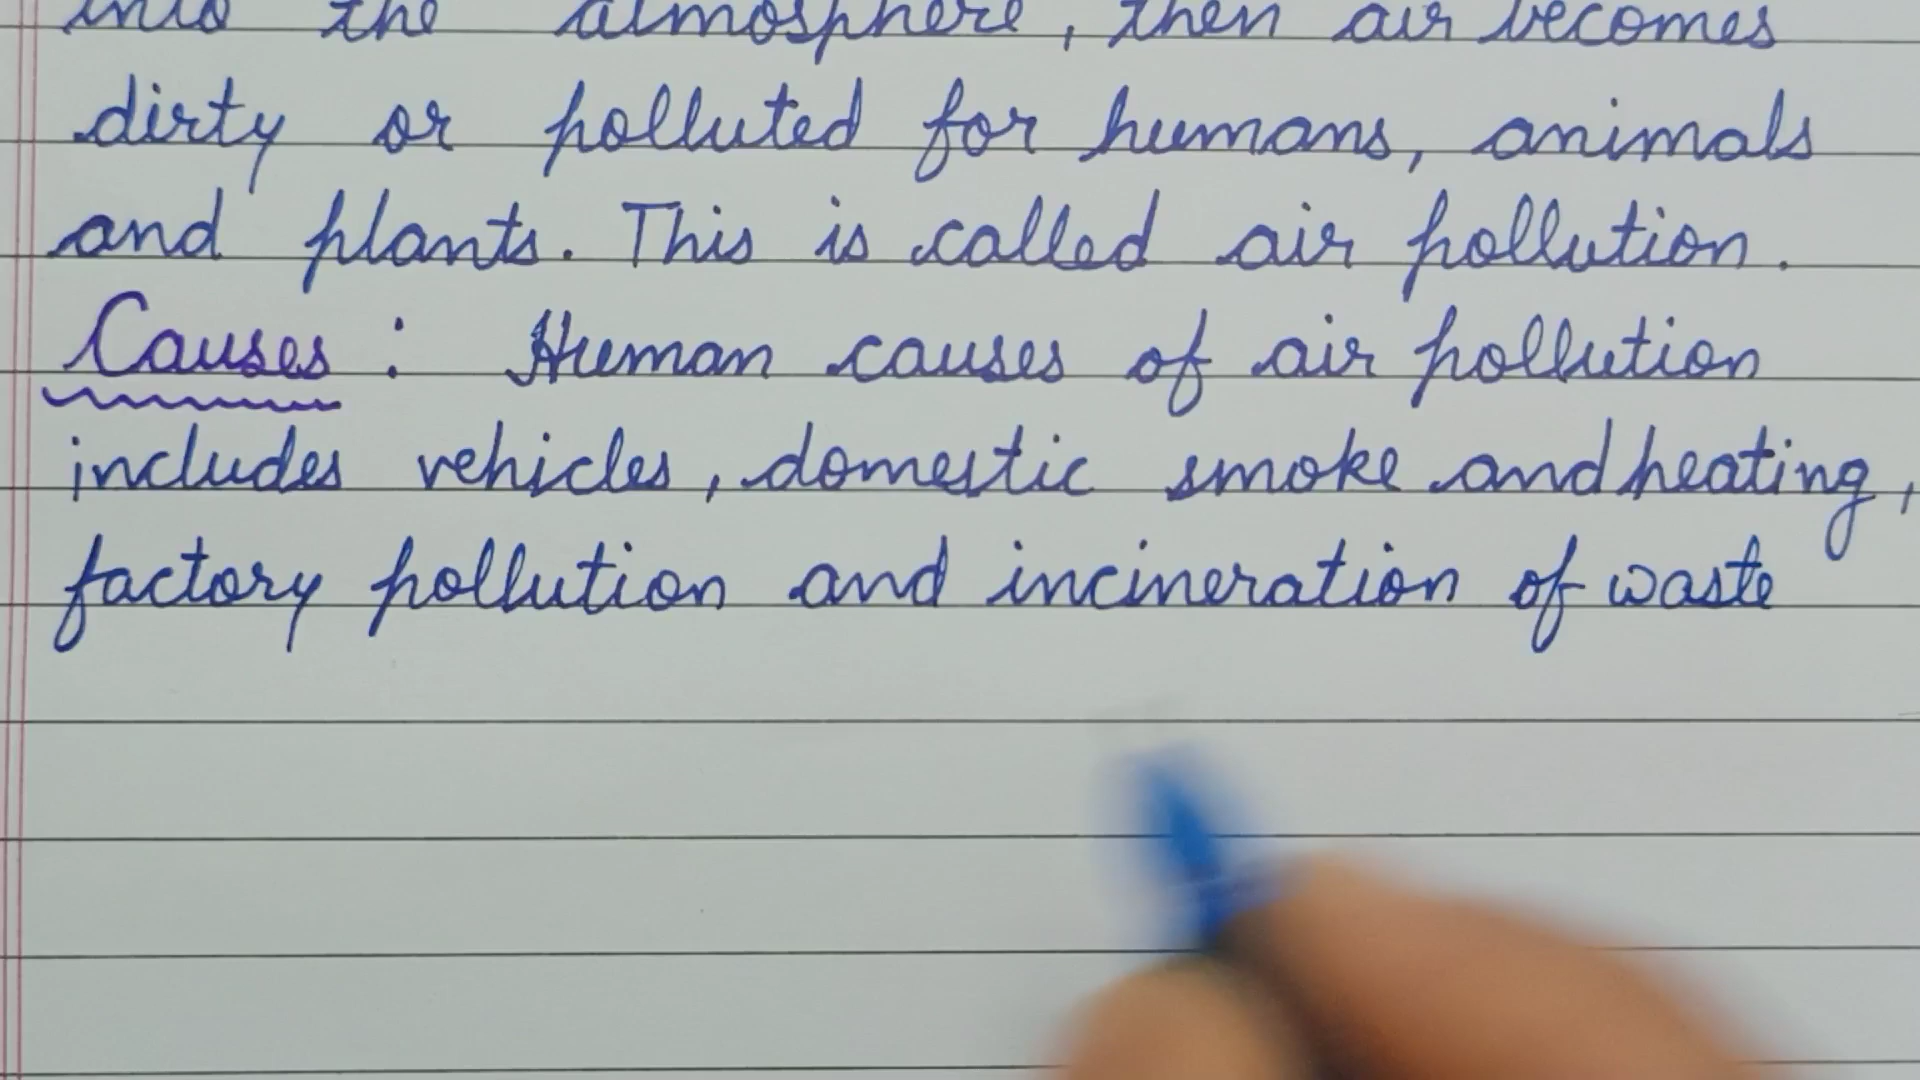 into the atmosphere, then air becomes
dirty or polluted for humans, animals
and plants. This is called air pollution.
Causes : Human causes of air pollution
includes vehicles, domestic smoke and heating,
factory pollution and incineration of waste